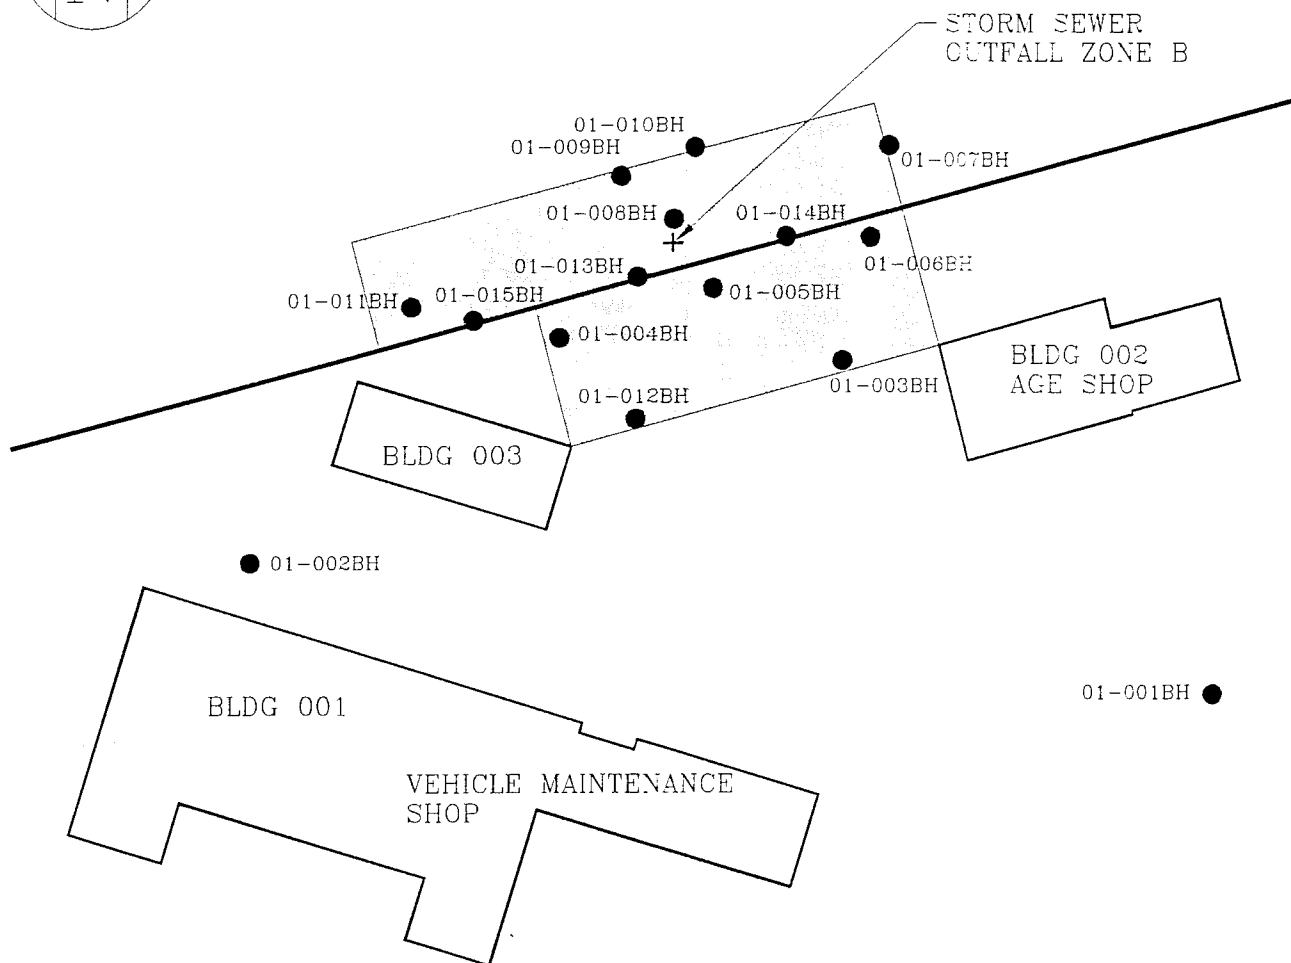 STORM SEWER
OUTFALL ZONE B
01-010BH
01-009BH
01-007BH
01-008BH
01-014BH
01-006BH
01-013BH
01-011BH
01-015BH
01-005BH
01-004BH
BLDG 002
AGE SHOP
01-003BH
01-012BH
BLDG 003
01-002BH
BLDG 001
01-001BH
VEHICLE MAINTENANCE
SHOP